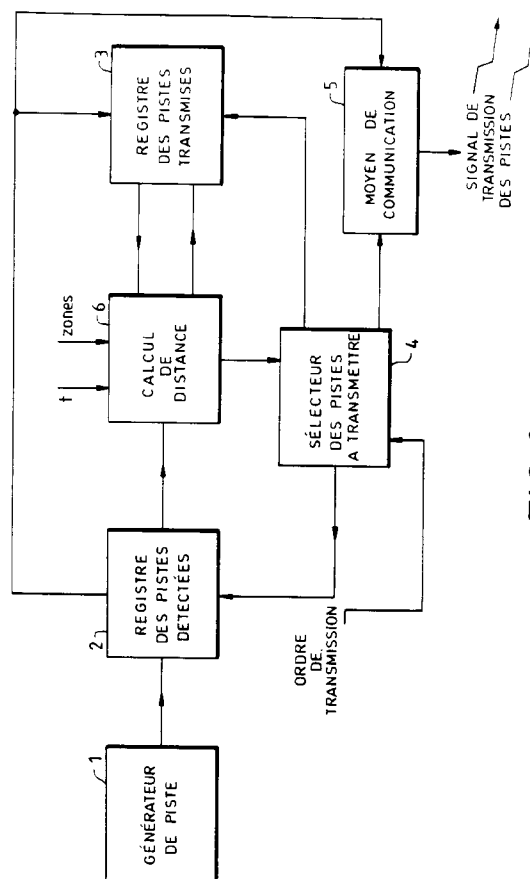 1
GÉNÉRATEUR
DE PISTE
2
REGISTRE
DES PISTES
DETECTÉES
t
zones
6
CALCUL
DE
DISTANCE
3
REGISTRE
DES PISTES
TRANSMISES
ORDRE
DE
TRANSMISSION
SÉLECTEUR
DES PISTES
A TRANSMETTRE
4
5
MOYEN DE
COMMUNICATION
SIGNAL DE
TRANSMISSION
DES PISTES